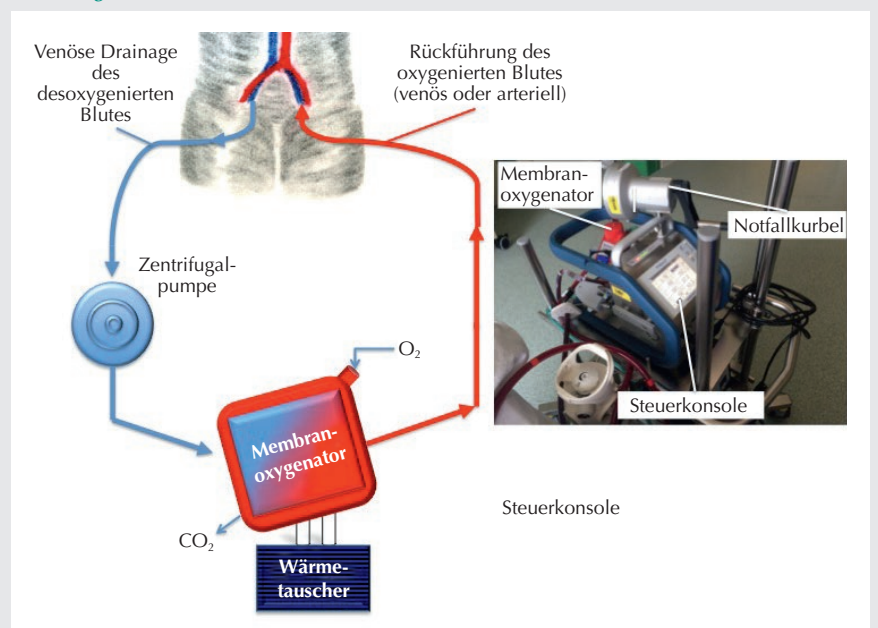 Venöse Drainage
des
desoxygenierten
Blutes
Rückführung des
oxygenierten Blutes
(venös oder arteriell)
Zentrifugal-
pumpe
O₂
Membran-
oxygenator
CO₂
Wärme-
tauscher
Membran-
oxygenator
Notfallkurbel
Steuerkonsole
Steuerkonsole